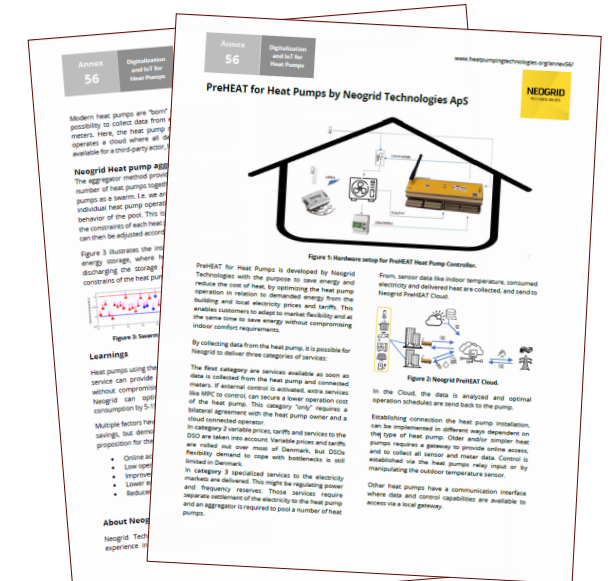 Annex
56
Digitalization
and IoT for
Heat Pumps
www.heatpumpingtechnologies.org/annex56/
NEOGRID
TECHNOLOGIES
PreHEAT for Heat Pumps by Neogrid Technologies ApS
Figure 1: Hardware setup for PreHEAT Heat Pump Controller.
PreHEAT for Heat Pumps is developed by Neogrid
Technologies with the purpose to save energy and
reduce the cost of heat, by optimizing the heat pump
operation in relation to demanded energy from the
building and local electricity prices and tariffs. This
enables customers to adapt to market flexibility and at
the same time to save energy without compromising
indoor comfort requirements.
By collecting data from the heat pump, it is possible for
Neogrid to deliver three categories of services:
The first category are services available as soon as
data is collected from the heat pump and connected
meters. If external control is activated, extra services
like MPC to control, can secure a lower operation cost
of the heat pump. This category "only" requires a
bilateral agreement with the heat pump owner and a
cloud connected operator.
In category 2 variable prices, tariffs and services to the
DSO are taken into account. Variable prices and tariffs
are rolled out over most of Denmark, but DSOs
flexibility demand to cope with bottlenecks is still
limited in Denmark.
In category 3 specialized services to the electricity
markets are delivered. This might be regulating power
and frequency reserves. Those services require
separate settlement of the electricity to the heat pump
and an aggregator is required to pool a number of heat
pumps.
From, sensor data like indoor temperature, consumed
electricity and delivered heat are collected, and send to
Neogrid PreHEAT Cloud.
Figure 2: Neogrid PreHEAT Cloud.
In the Cloud, the data is analyzed and optimal
operation schedules are send back to the pump.
Establishing connection the heat pump installation,
can be implemented in different ways dependent on
the type of heat pump. Older and/or simpler heat
pumps requires a gateway to provide online access,
and to collect all sensor and meter data. Control is
established via the heat pumps relay input or by
manipulating the outdoor temperature sensor.
Other heat pumps have a communication interface
where data and control capabilities are available to
access via a local gateway.
Annex
56
Digitalization
and IoT for
Heat Pumps
Modern heat pumps are "born"
possibility to collect data from
meters. Here, the heat pump
operates a cloud where all da
available for a third-party actor,
Neogrid Heat pump agg
The aggregator method provid
number of heat pumps togeth
pumps as a swarm. I.e. we ar
individual heat pump operati
behavior of the pool. This is
the constraints of each heat
can then be adjusted accord
Figure 3 illustrates the ins
energy storage, where h
discharging the storage
constrains of the heat pum
Figure 3: Swarm
Learnings
Heat pumps using the
service can provide
without compromisi
Neogrid can opti
consumption by 5-1
Multiple factors hav
savings, but demo
proposition for the
• Online ac
• Low oper
• Improve
• Lower e
• Reduce
About Neog
Neogrid Tech
experience in